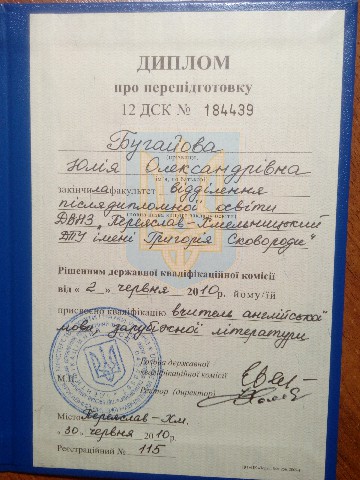 ДИПЛОМ
про перепідготовку
12 ДСК № 184439
Бугайова
Юлія Олександрівна
закінчила факультет відділення
післядипломної освіти
ДВНЗ „Переяслав-Хмельницький
ДПУ імені Григорія Сковороди"
Рішенням державної кваліфікаційної комісії
від « 2 » червня 2010 р. йому/їй
присвоєно кваліфікацію вчитель англійської
мови, зарубіжної літератури
Голова державної
кваліфікаційної комісії
М.П. Ректор (директор)
Місто Переяслав-Хм.
« 30 » червня 2010 р.
Реєстраційний № 115